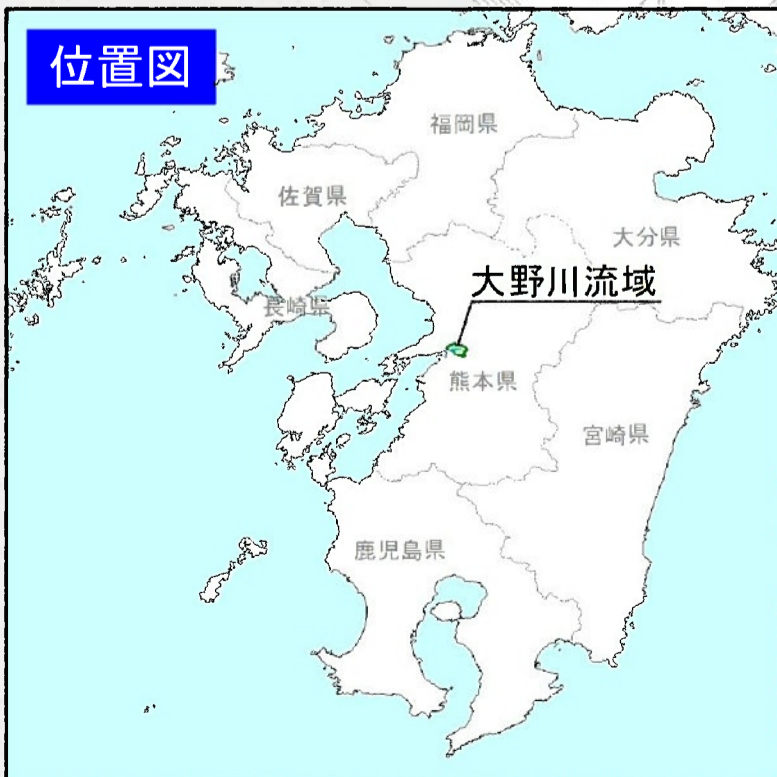 位置図
福岡県
佐賀県
大分県
大野川流域
長崎県
熊本県
宮崎県
鹿児島県